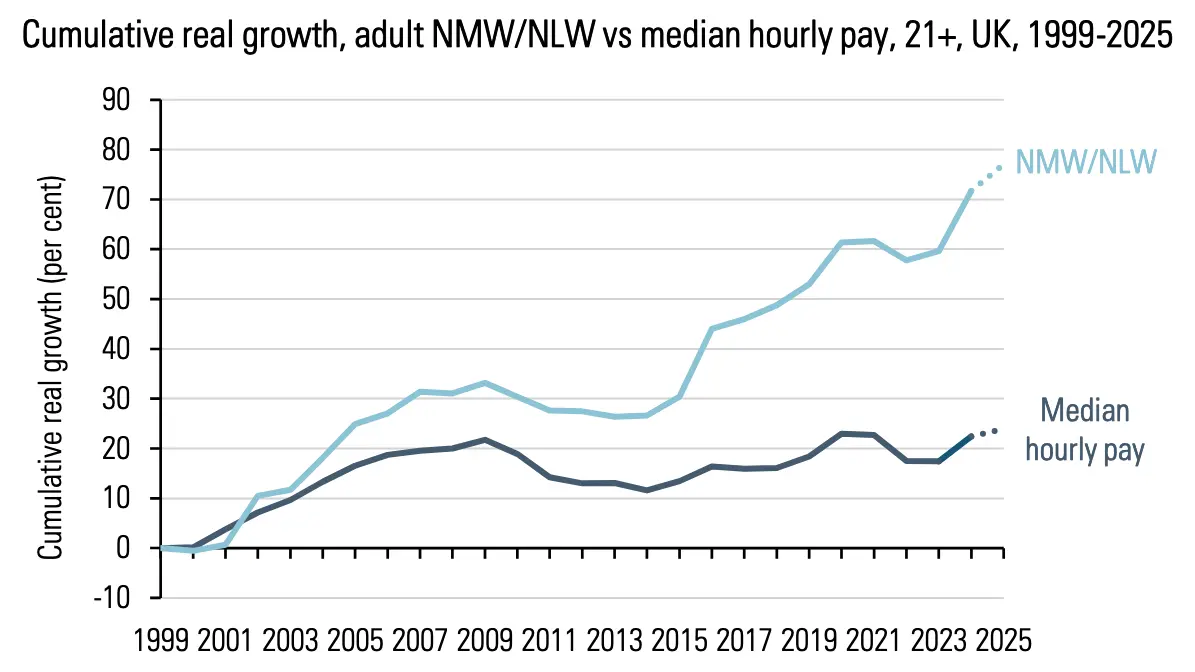 Cumulative real growth, adult NMW/NLW vs median hourly pay, 21+, UK, 1999-2025
Cumulative real growth (per cent)
90
80
70
60
50
40
30
20
10
0
-10
NMW/NLW
Median
hourly pay
1999 2001 2003 2005 2007 2009 2011 2013 2015 2017 2019 2021 2023 2025